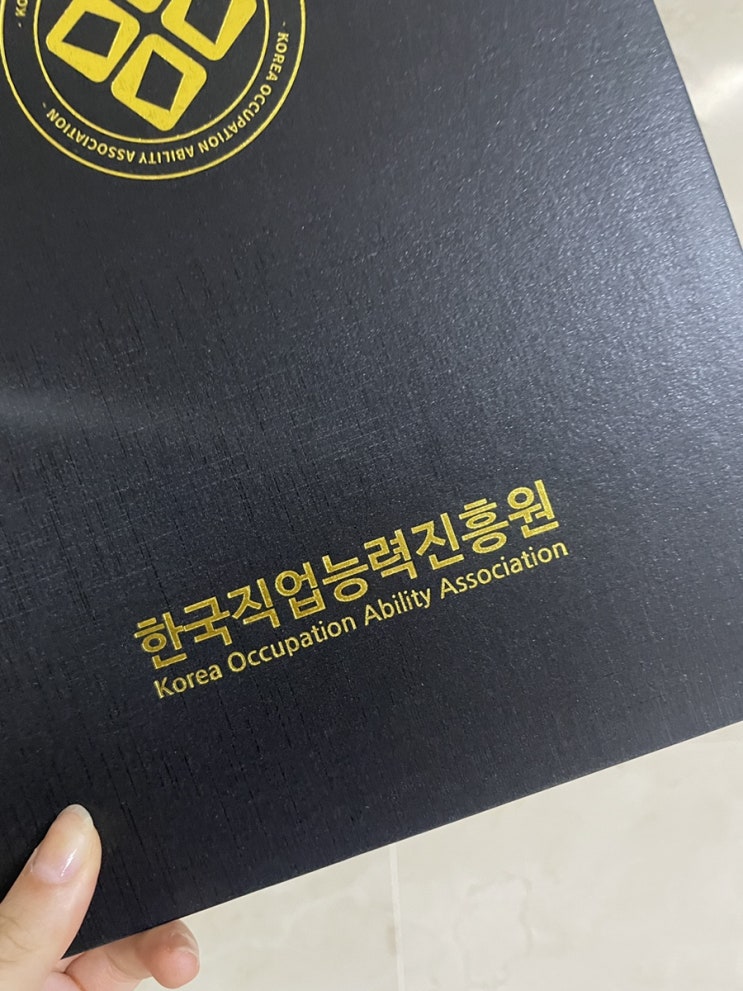 - KOREA OCCUPATION ABILITY ASSOCIATION -
한국직업능력진흥원
Korea Occupation Ability Association